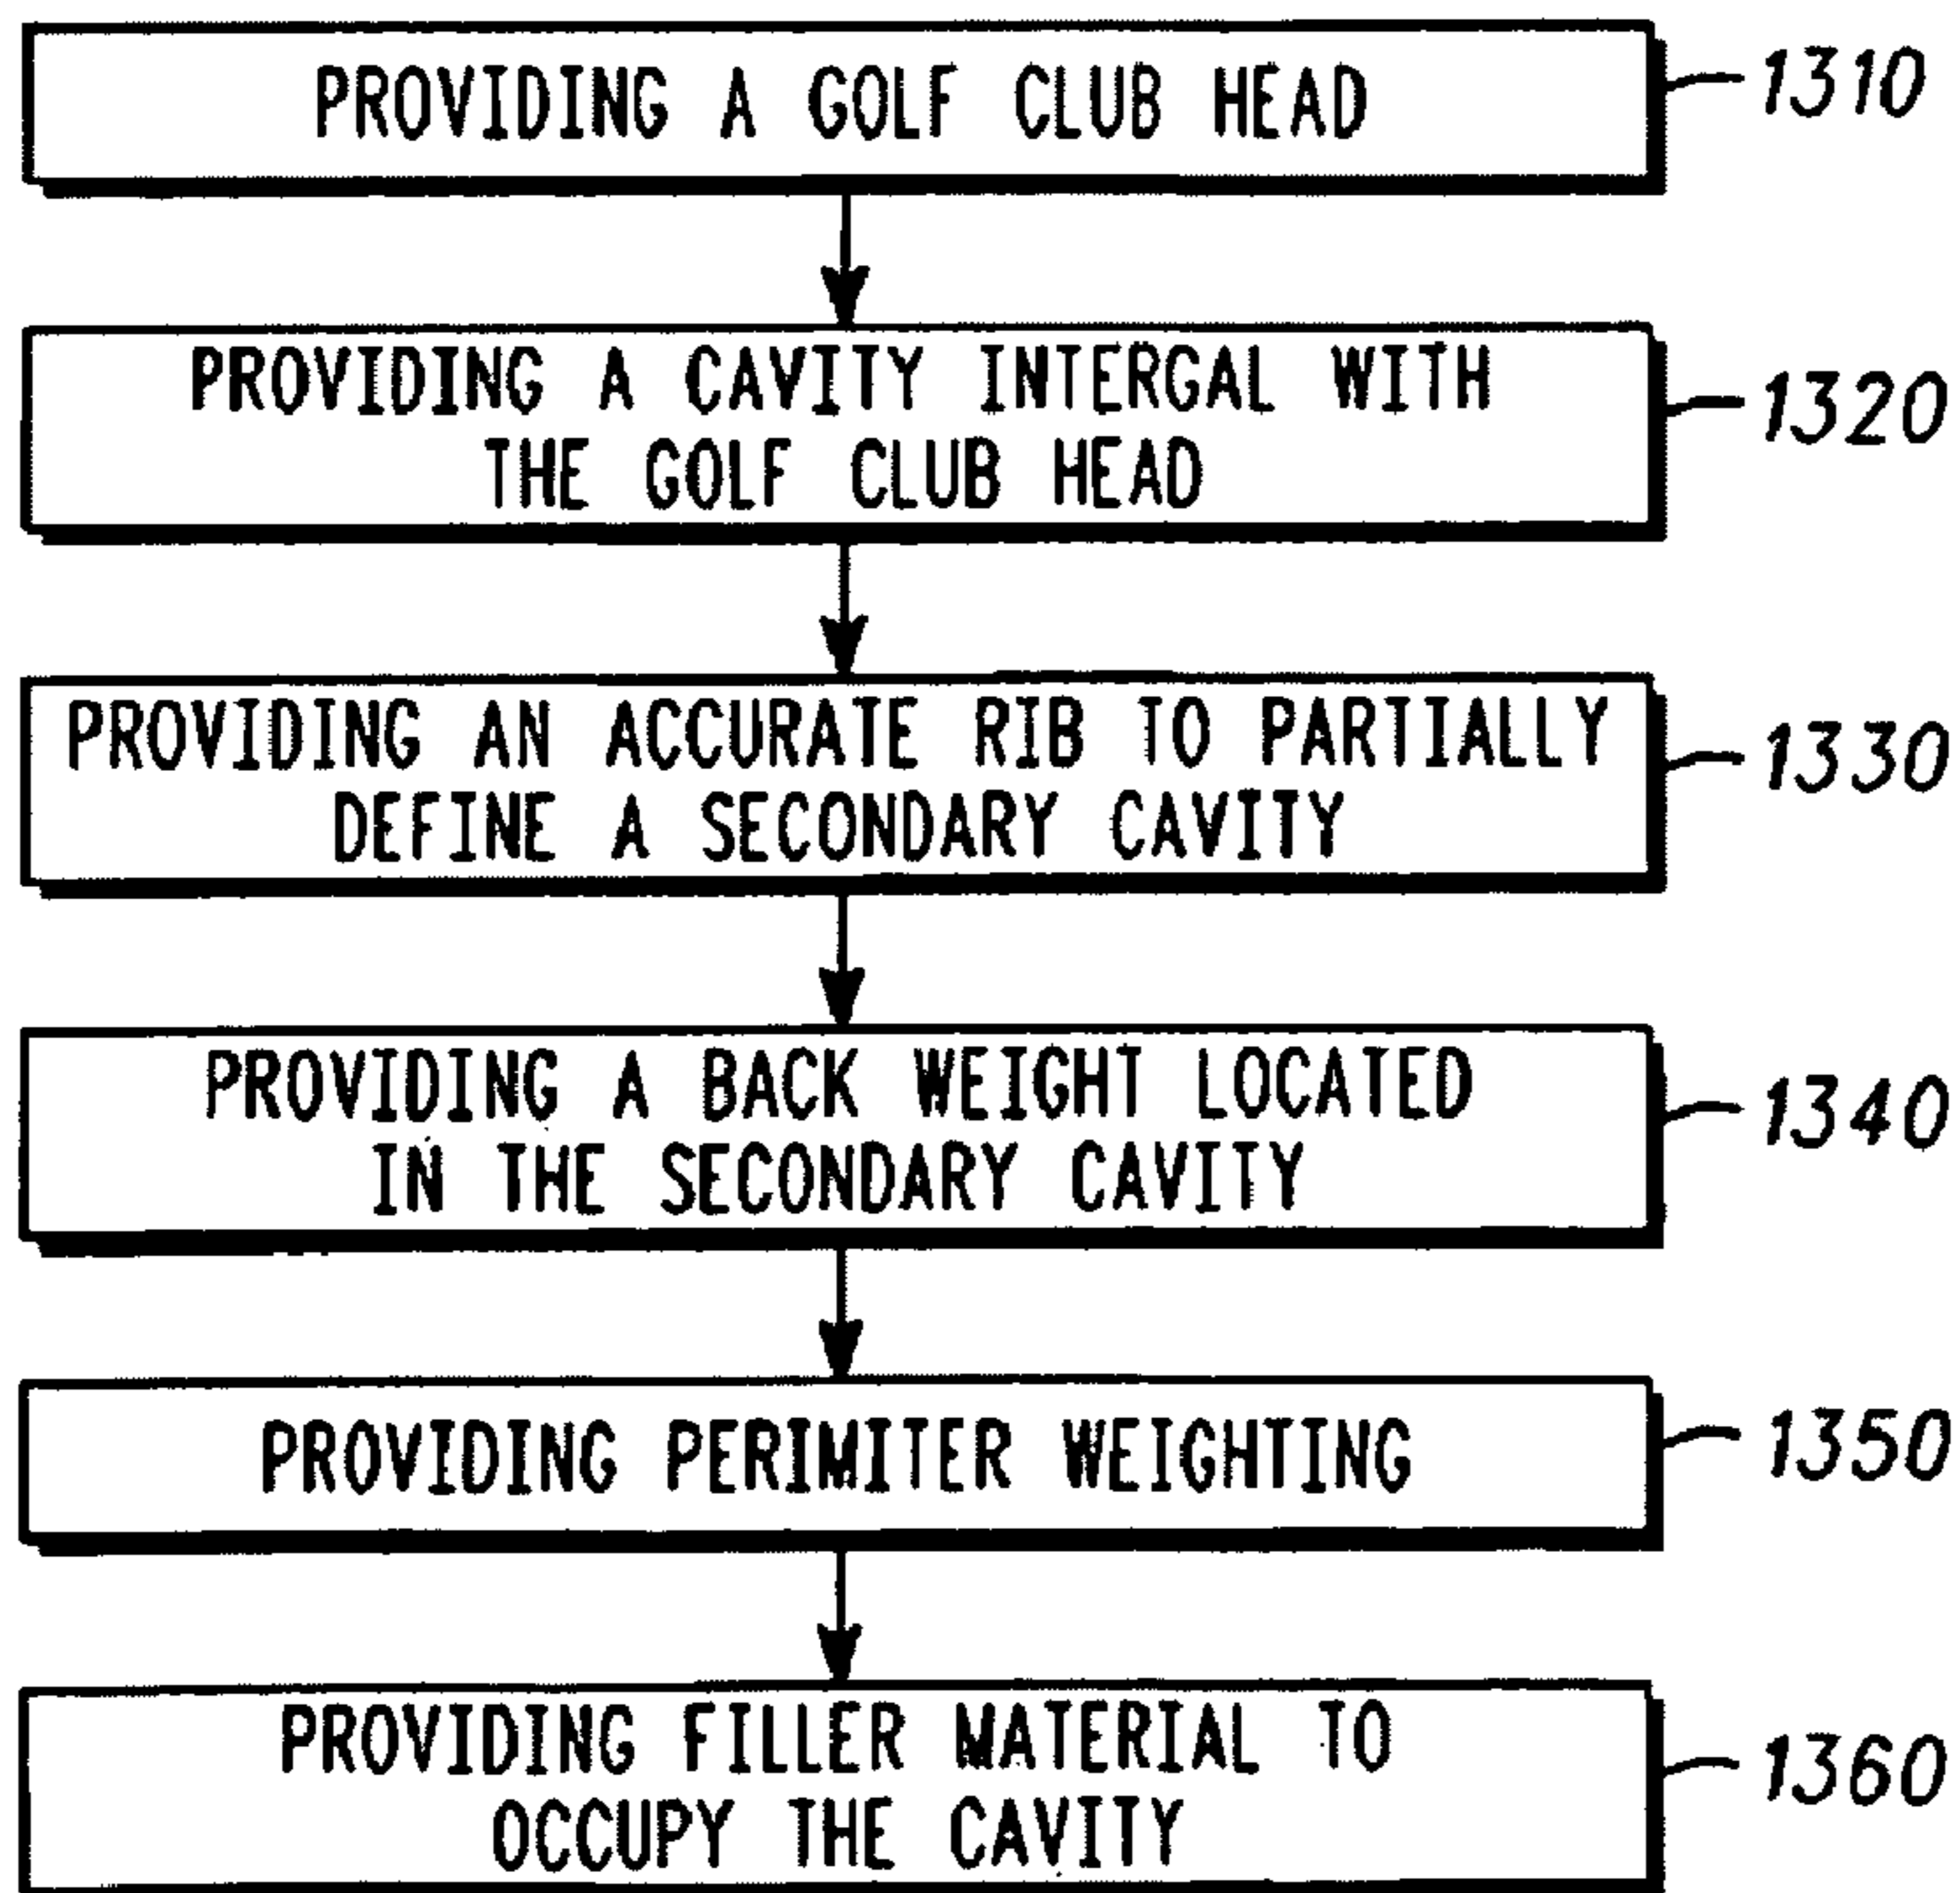 PROVIDING A GOLF CLUB HEAD
1310
PROVIDING A CAVITY INTERGAL WITH
THE GOLF CLUB HEAD
1320
PROVIDING AN ACCURATE RIB TO PARTIALLY
DEFINE A SECONDARY CAVITY
1330
PROVIDING A BACK WEIGHT LOCATED
IN THE SECONDARY CAVITY
1340
PROVIDING PERIMITER WEIGHTING
1350
PROVIDING FILLER MATERIAL TO
OCCUPY THE CAVITY
1360